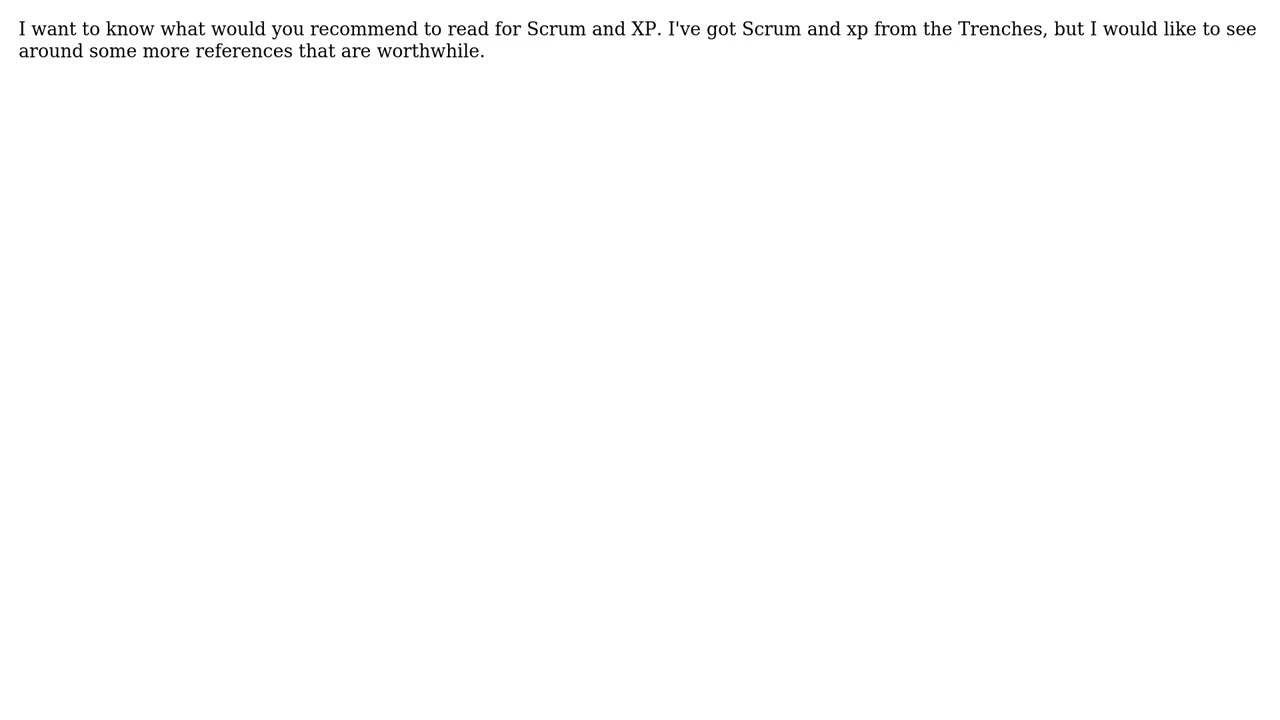 I want to know what would you recommend to read for Scrum and XP. I've got Scrum and xp from the Trenches, but I would like to see
around some more references that are worthwhile.